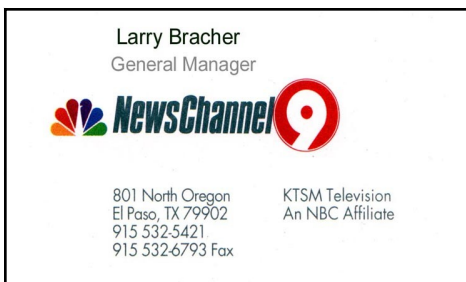 Larry Bracher
General Manager
NewsChannel 9
801 North Oregon
El Paso, TX 79902
915 532-5421
915 532-6793 Fax
KTSM Television
An NBC Affiliate